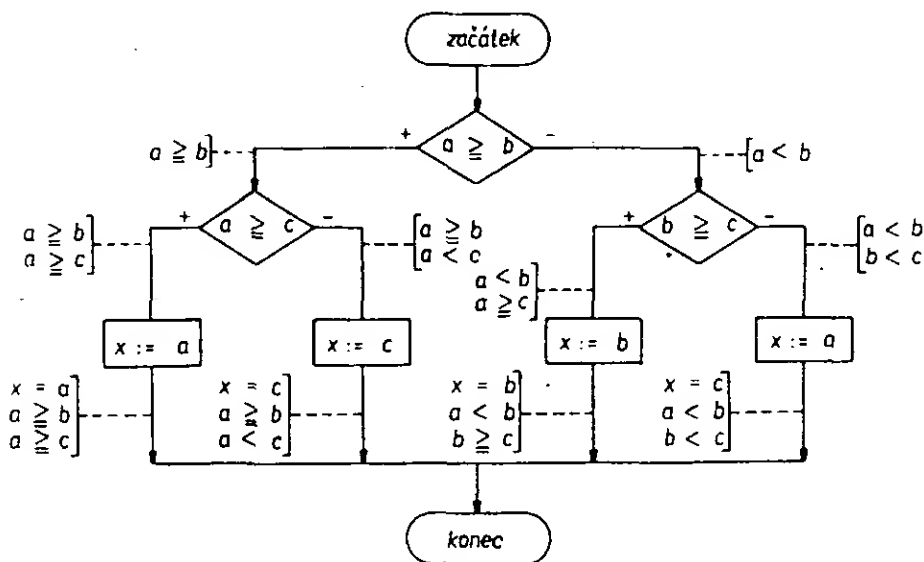 začátek
+
a ≧ b
-
a ≧ b
a < b
+
a ≧ c
-
+
b ≧ c
-
a ≧ b
a ≧ c
a ≧ b
a < c
a < b
a ≧ c
a < b
b < c
x := a
x := c
x := b
x := a
x = a
a ≧ b
a ≧ c
x = c
a ≧ b
a < c
x = b
a < b
b ≧ c
x = c
a < b
b < c
konec